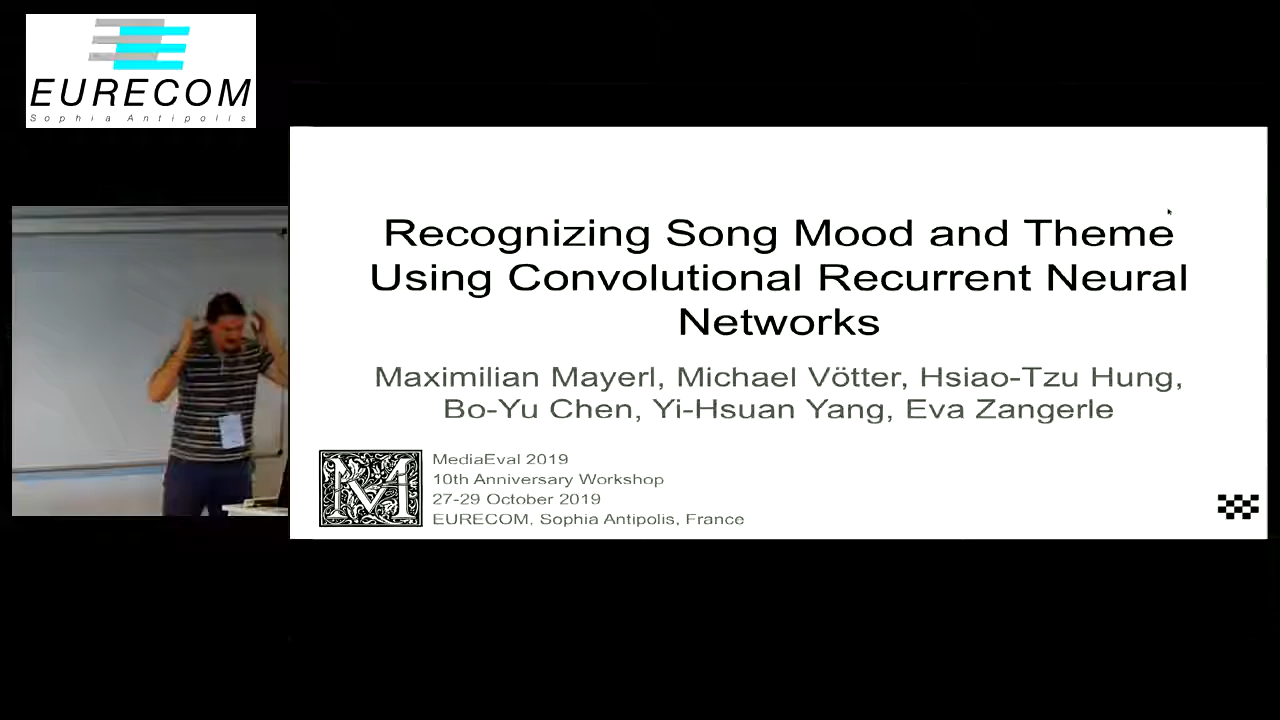 EURECOM
Sophia Antipolis
Recognizing Song Mood and Theme
Using Convolutional Recurrent Neural
Networks
Maximilian Mayerl, Michael Vötter, Hsiao-Tzu Hung,
Bo-Yu Chen, Yi-Hsuan Yang, Eva Zangerle
M
MediaEval 2019
10th Anniversary Workshop
27-29 October 2019
EURECOM, Sophia Antipolis, France